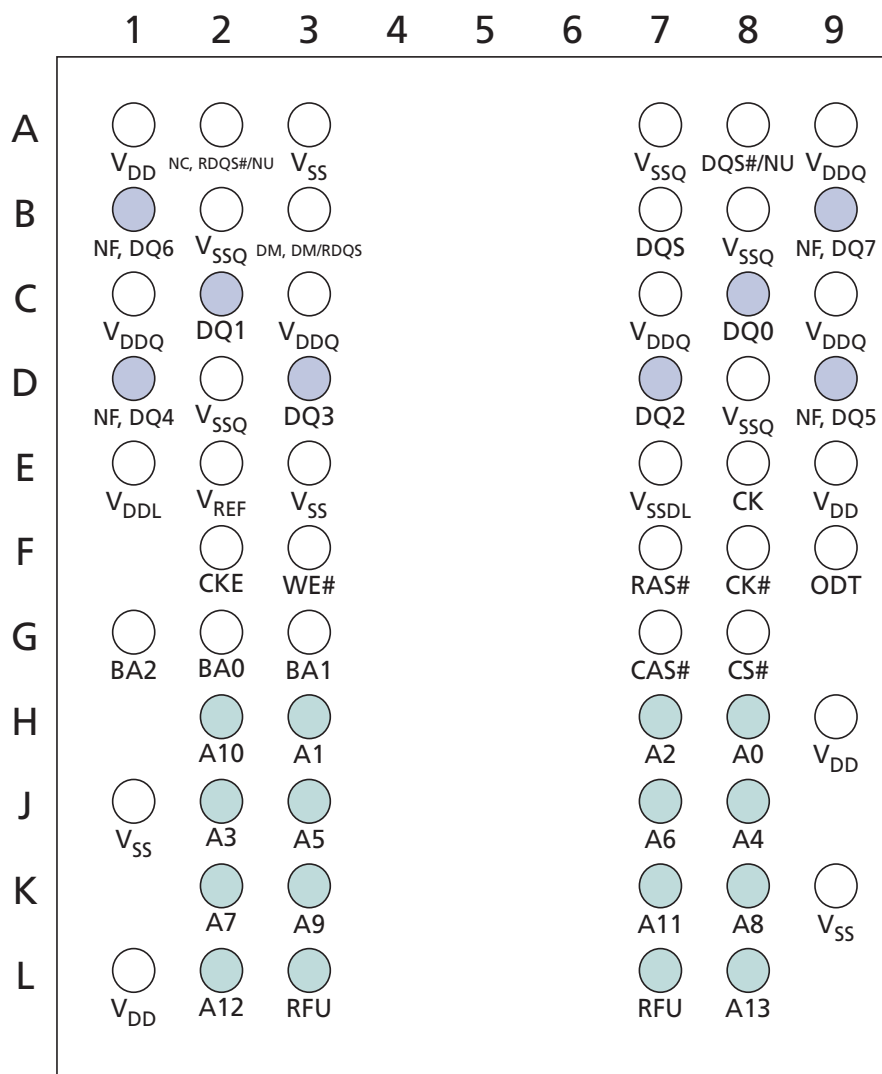 1 2 3 4 5 6 7 8 9
A
VDD NC, RDQS#/NU VSS VSSQ DQS#/NU VDDQ
B
NF, DQ6 VSSQ DM, DM/RDQS DQS VSSQ NF, DQ7
C
VDDQ DQ1 VDDQ VDDQ DQ0 VDDQ
D
NF, DQ4 VSSQ DQ3 DQ2 VSSQ NF, DQ5
E
VDDL VREF VSS VSSDL CK VDD
F
CKE WE# RAS# CK# ODT
G
BA2 BA0 BA1 CAS# CS#
H
A10 A1 A2 A0 VDD
J
VSS A3 A5 A6 A4
K
A7 A9 A11 A8 VSS
L
VDD A12 RFU RFU A13